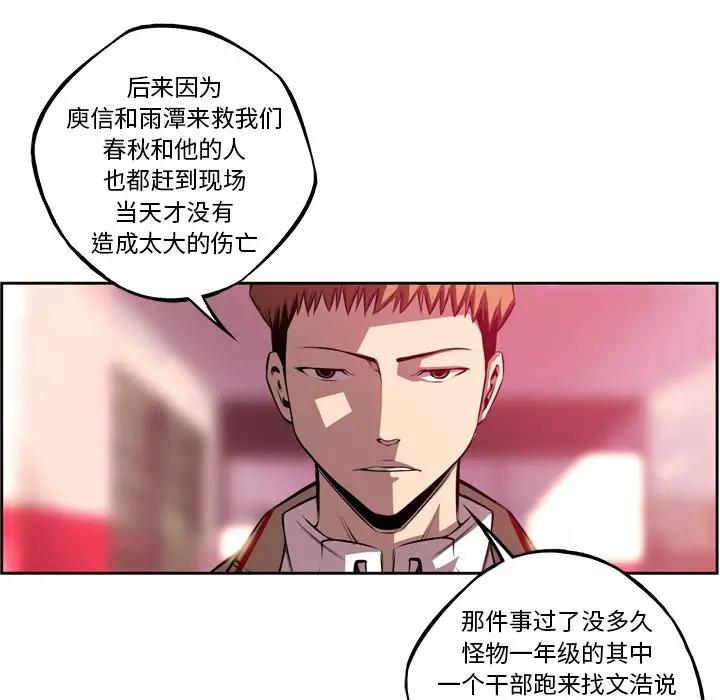 后来因为
庾信和雨潭来救我们
春秋和他的人
也都赶到现场
当天才没有
造成太大的伤亡
那件事过了没多久
怪物一年级的其中
一个干部跑来找文浩说